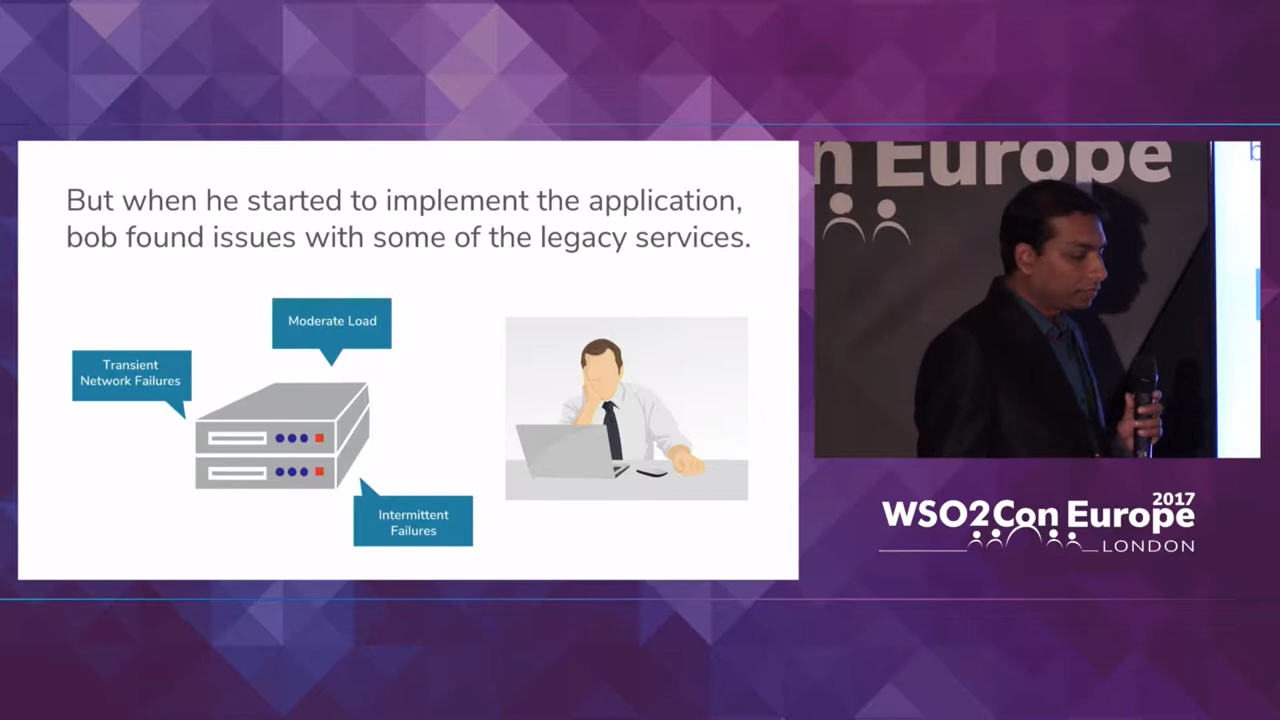 But when he started to implement the application,
bob found issues with some of the legacy services.
Moderate Load
Transient
Network Failures
Intermittent
Failures
n Europe
b
WSO2Con Europe
2017
LONDON